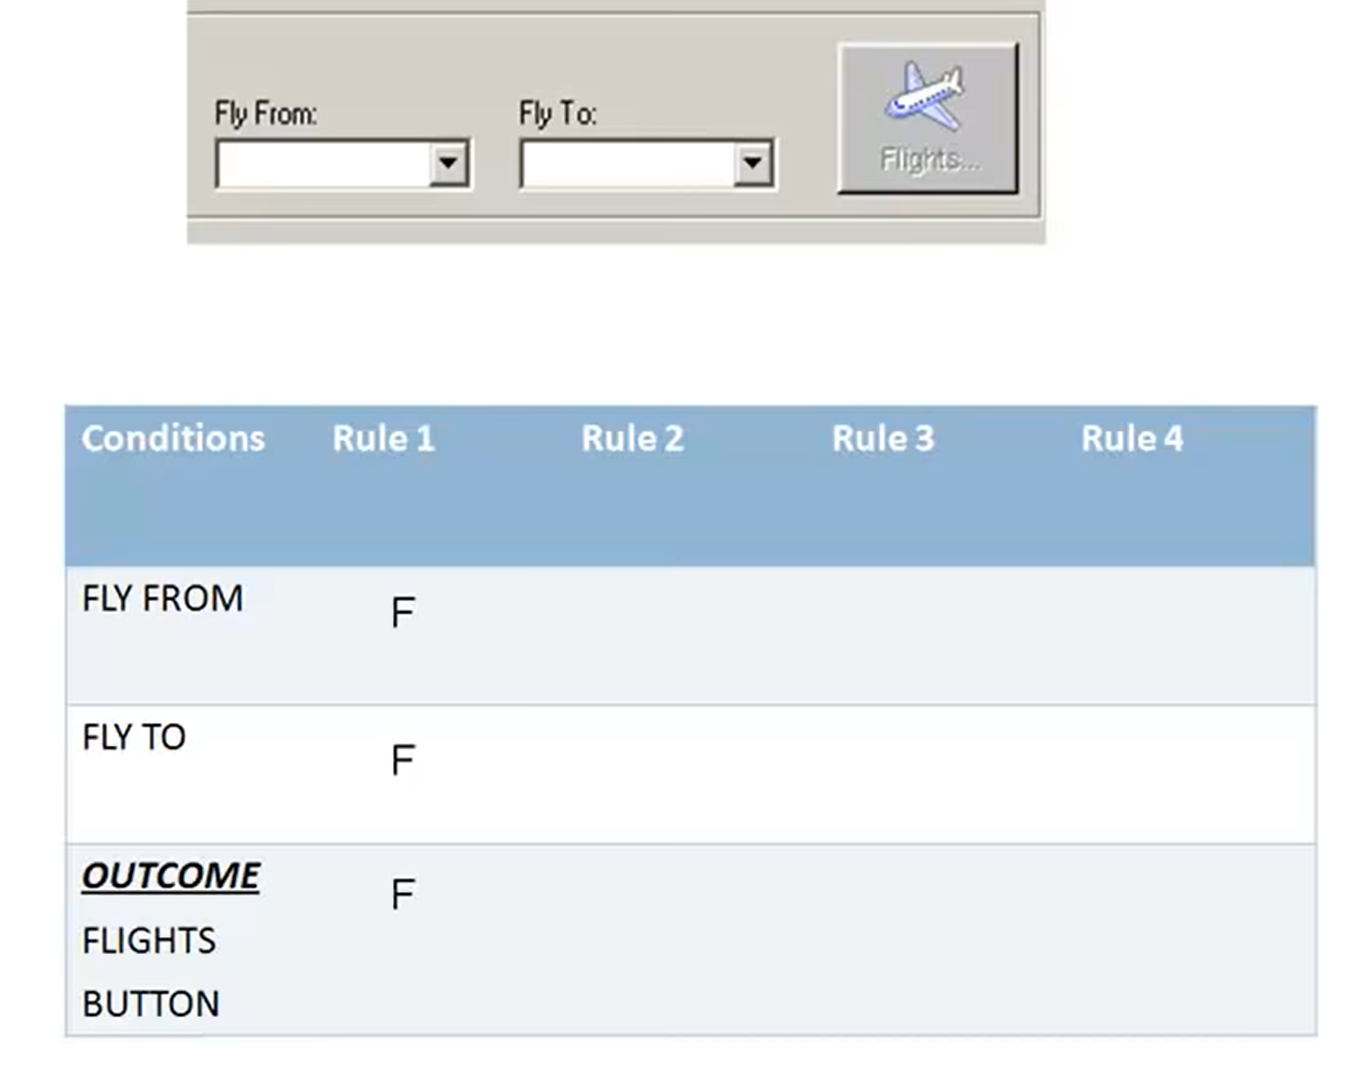 Fly From: Fly To:
Flights...
Conditions Rule 1 Rule 2 Rule 3 Rule 4
FLY FROM F
FLY TO F
OUTCOME F
FLIGHTS
BUTTON